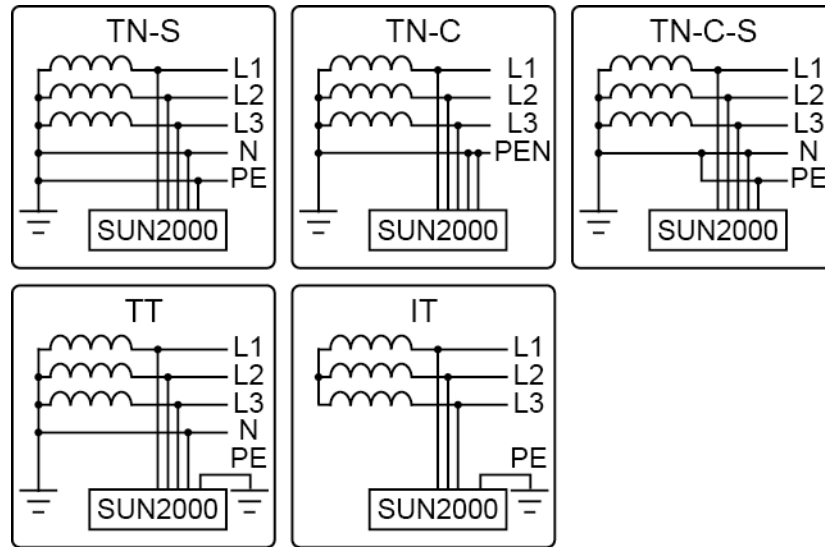 TN-S
L1
L2
L3
N
PE
SUN2000
TN-C
L1
L2
L3
PEN
SUN2000
TN-C-S
L1
L2
L3
N
PE
SUN2000
TT
L1
L2
L3
N
PE
SUN2000
IT
L1
L2
L3
PE
SUN2000